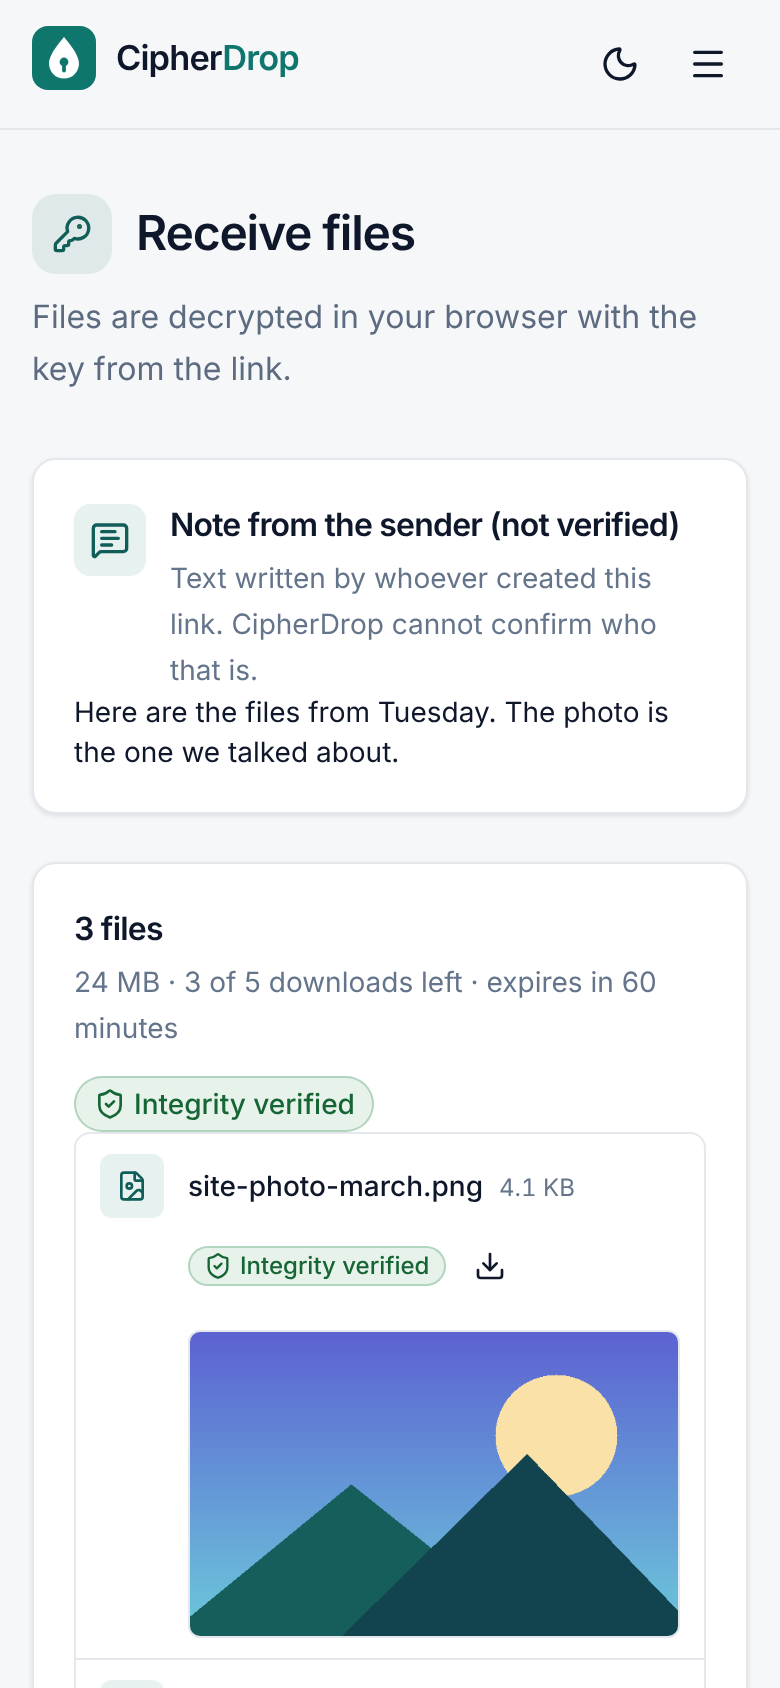 CipherDrop
Receive files
Files are decrypted in your browser with the
key from the link.
Note from the sender (not verified)
Text written by whoever created this
link. CipherDrop cannot confirm who
that is.
Here are the files from Tuesday. The photo is
the one we talked about.
3 files
24 MB · 3 of 5 downloads left · expires in 60
minutes
Integrity verified
site-photo-march.png 4.1 KB
Integrity verified